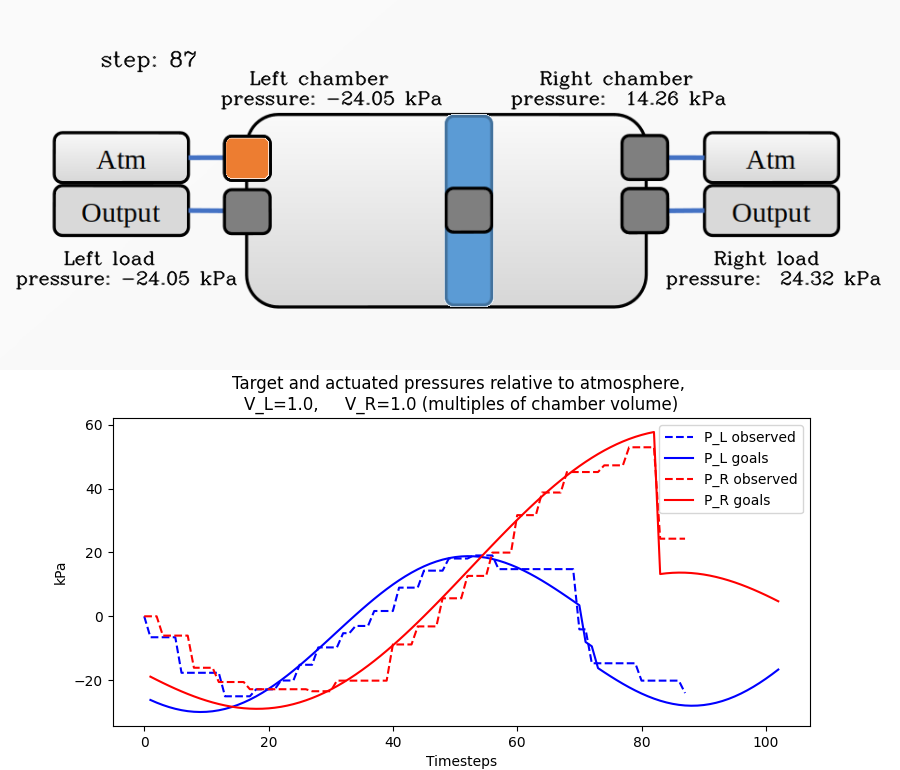 step: 87
Left chamber
pressure: −24.05 kPa
Right chamber
pressure: 14.26 kPa
Atm
Output
Atm
Output
Left load
pressure: −24.05 kPa
Right load
pressure: 24.32 kPa
Target and actuated pressures relative to atmosphere,
V_L=1.0, V_R=1.0 (multiples of chamber volume)
P_L observed
P_L goals
P_R observed
P_R goals
60
40
20
0
−20
kPa
0 20 40 60 80 100
Timesteps